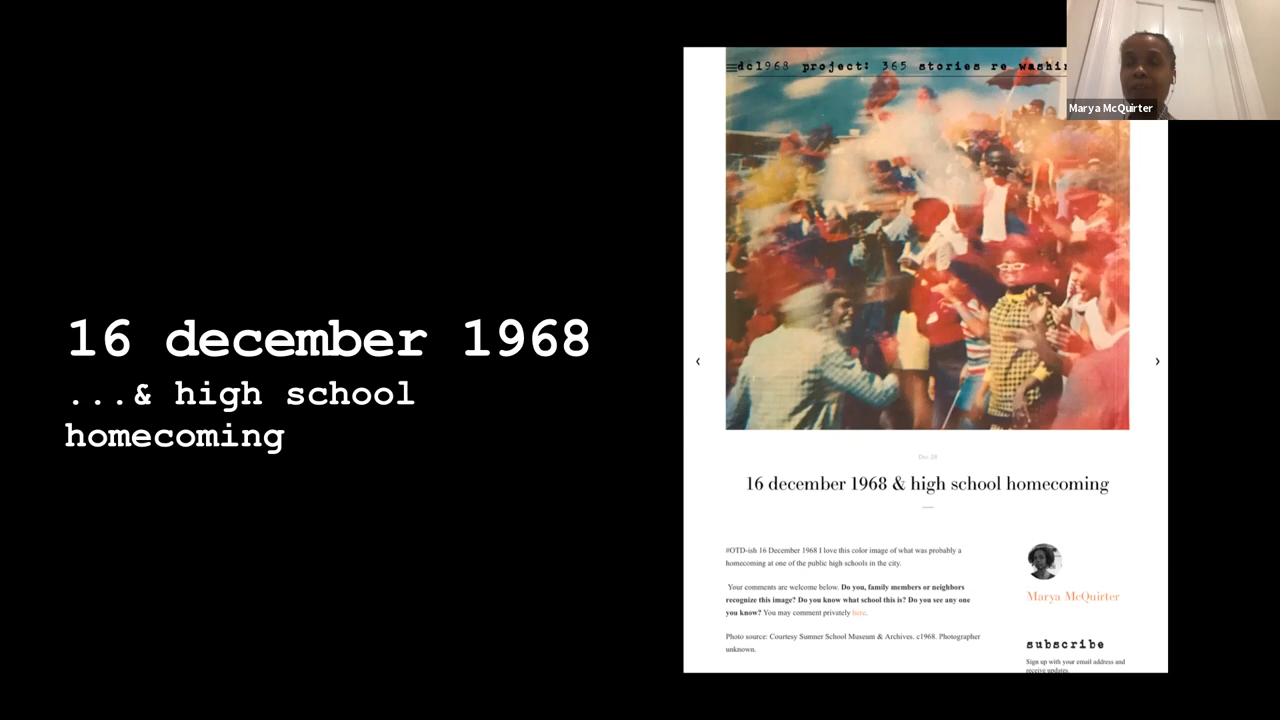 16 december 1968
...& high school
homecoming
dc1968 project: 365 stories re washin
Marya McQuirter
‹
›
Dec 28
16 december 1968 & high school homecoming
#OTD-ish 16 December 1968 I love this color image of what was probably a
homecoming at one of the public high schools in the city.
Your comments are welcome below. Do you, family members or neighbors
recognize this image? Do you know what school this is? Do you see any one
you know? You may comment privately here.
Photo source: Courtesy Sumner School Museum & Archives. c1968. Photographer
unknown.
Marya McQuirter
subscribe
Sign up with your email address and
receive updates